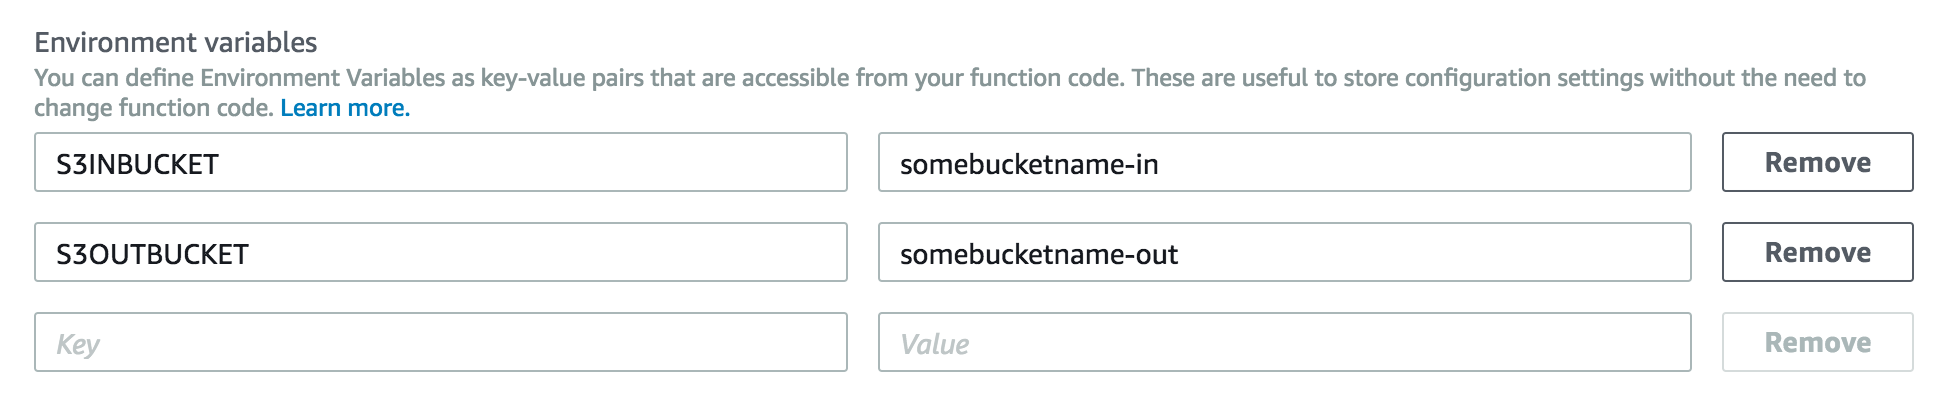 Environment variables
You can define Environment Variables as key-value pairs that are accessible from your function code. These are useful to store configuration settings without the need to
change function code. Learn more.
S3INBUCKET somebucketname-in Remove
S3OUTBUCKET somebucketname-out Remove
Key Value Remove